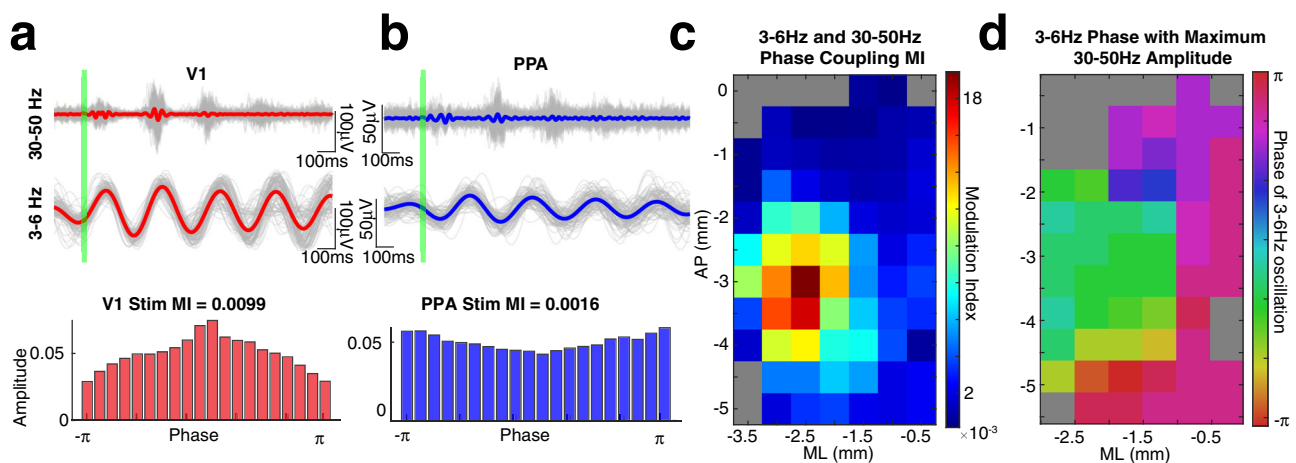 a
V1
30-50 Hz
100µV
100ms
3-6 Hz
100µV
100ms
V1 Stim MI = 0.0099
Amplitude
0.05
0
-π
Phase
π
b
PPA
50µV
100ms
50µV
100ms
PPA Stim MI = 0.0016
0.05
0
-π
Phase
π
c
3-6Hz and 30-50Hz
Phase Coupling MI
AP (mm)
0
-1
-2
-3
-4
-5
-3.5
-2.5
-1.5
-0.5
ML (mm)
18
Modulation Index
2
×10-3
d
3-6Hz Phase with Maximum
30-50Hz Amplitude
-1
-2
-3
-4
-5
-2.5
-1.5
-0.5
ML (mm)
π
Phase of 3-6Hz oscillation
-π